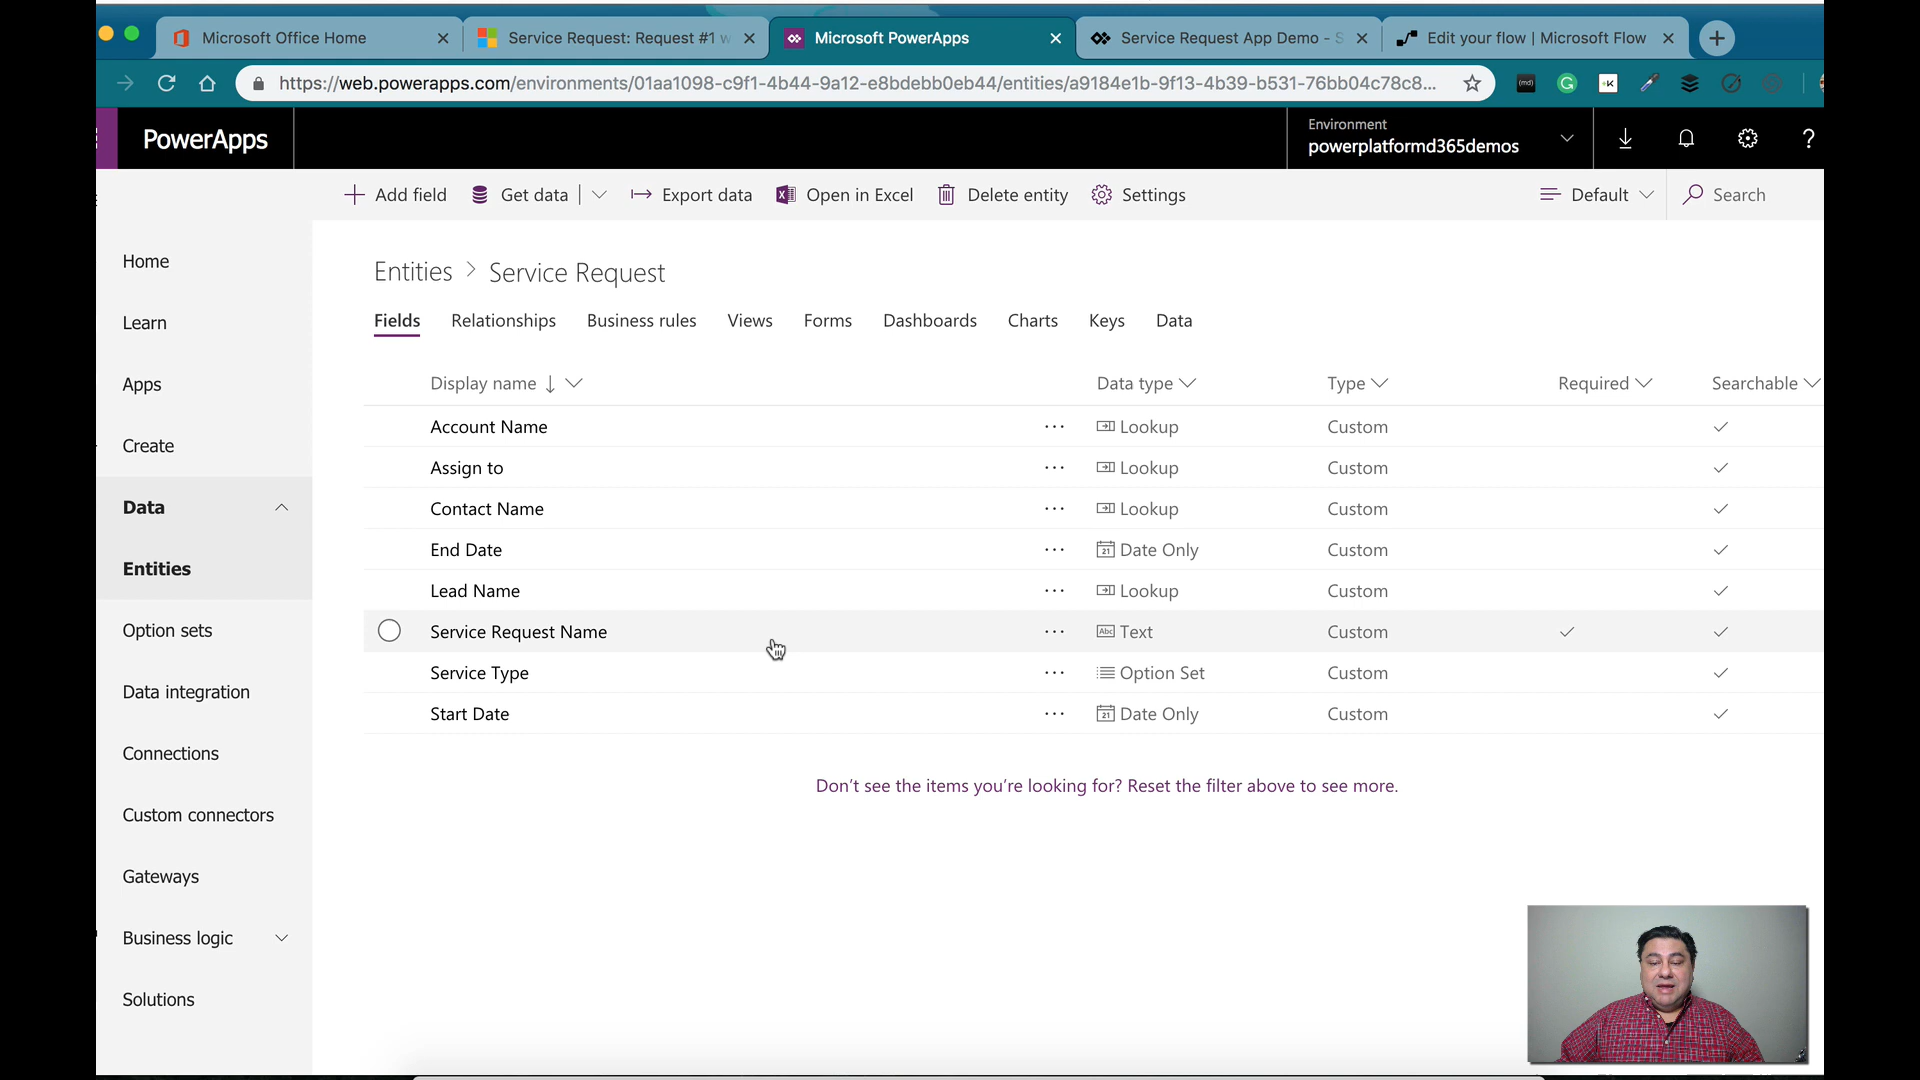 Microsoft Office Home
Service Request: Request #1 w
Microsoft PowerApps
Service Request App Demo - S
Edit your flow | Microsoft Flow
https://web.powerapps.com/environments/01aa1098-c9f1-4b44-9a12-e8bdebb0eb44/entities/a9184e1b-9f13-4b39-b531-76bb04c78c8...
PowerApps
Environment
powerplatformd365demos
?
Add field
Get data
Export data
Open in Excel
Delete entity
Settings
Default
Search
Home
Learn
Apps
Create
Data
Entities
Option sets
Data integration
Connections
Custom connectors
Gateways
Business logic
Solutions
Entities > Service Request
Fields Relationships Business rules Views Forms Dashboards Charts Keys Data
Display name Data type Type Required Searchable
Account Name ... Lookup Custom
Assign to ... Lookup Custom
Contact Name ... Lookup Custom
End Date ... 21 Date Only Custom
Lead Name ... Lookup Custom
Service Request Name ... Abc Text Custom
Service Type ... Option Set Custom
Start Date ... 21 Date Only Custom
Don't see the items you're looking for? Reset the filter above to see more.